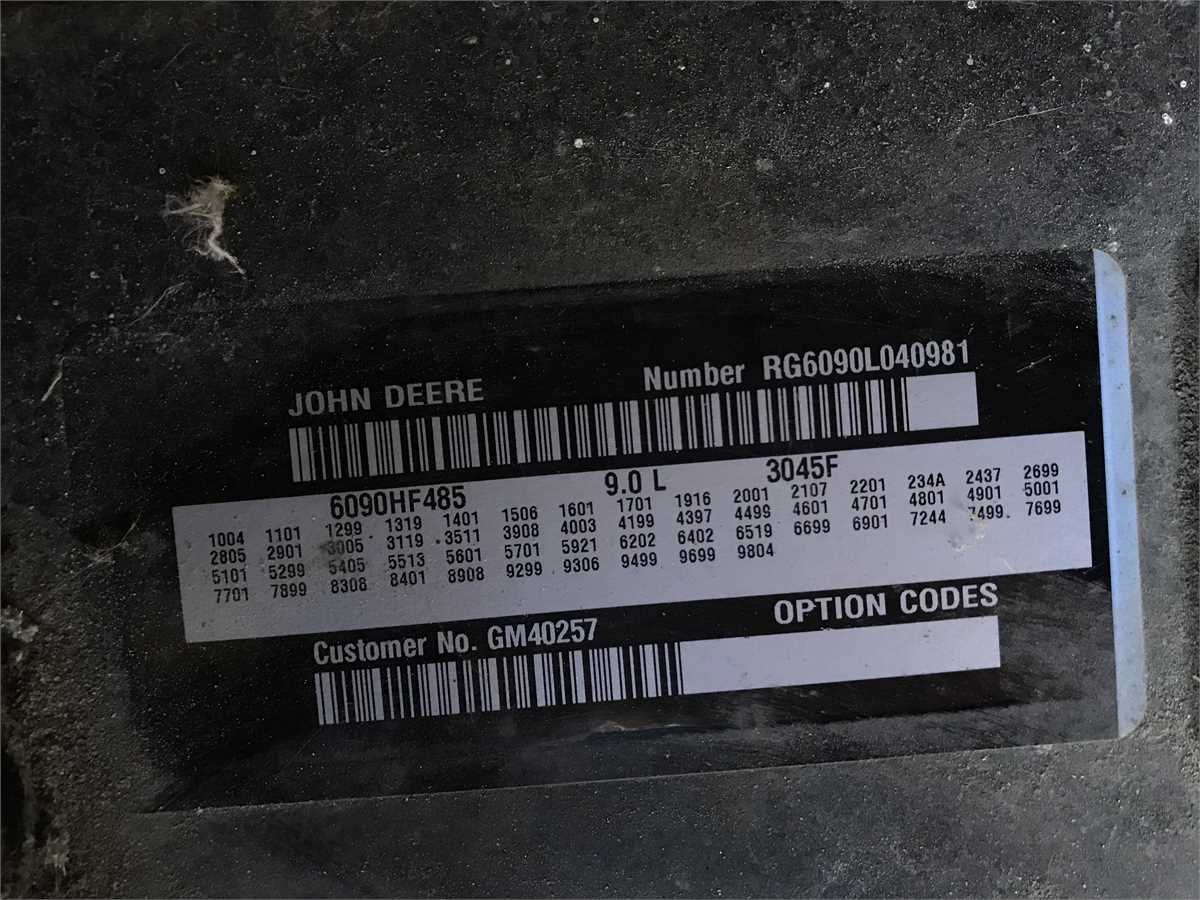 JOHN DEERE Number RG6090L040981
6090HF485 9.0 L 3045F
1004 1101 1299 1319 1401 1506 1601 1701 1916 2001 2107 2201 234A 2437 2699
2805 2901 3005 3119 3511 3908 4003 4199 4397 4499 4601 4701 4801 4901 5001
5101 5299 5405 5513 5601 5701 5921 6202 6402 6519 6699 6901 7244 7499 7699
7701 7899 8308 8401 8908 9299 9306 9499 9699 9804
Customer No. GM40257 OPTION CODES